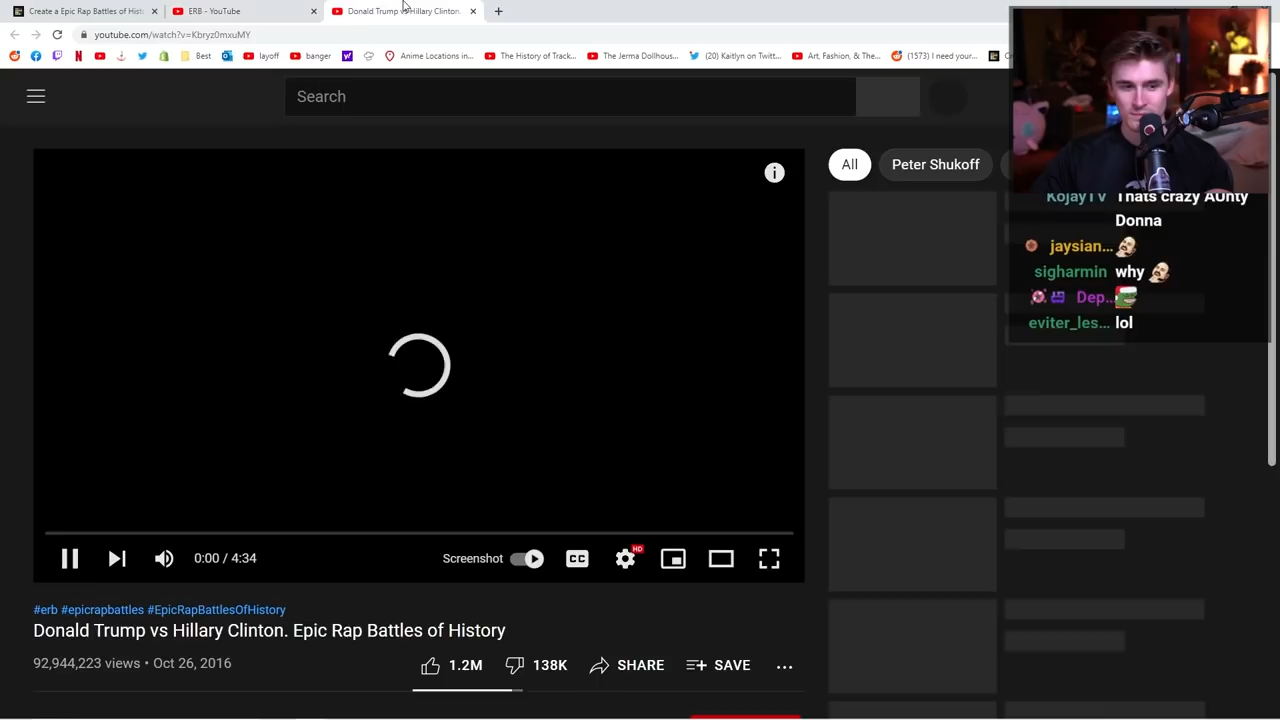 Create a Epic Rap Battles of Hist
ERB - YouTube
Donald Trump vs Hillary Clinton.
youtube.com/watch?v=Kbryz0mxuMY
Best
layoff
banger
Anime Locations in...
The History of Track...
The Jerma Dollhous...
(20) Kaitlyn on Twitt...
Art, Fashion, & The...
(1573) I need your...
Search
All
Peter Shukoff
KojayTV Thats crazy AUnty
Donna
jaysian...
sigharmin why
Dep...
eviter_les... lol
0:00 / 4:34
Screenshot
CC
HD
#erb #epicrapbattles #EpicRapBattlesOfHistory
Donald Trump vs Hillary Clinton. Epic Rap Battles of History
92,944,223 views • Oct 26, 2016
1.2M
138K
SHARE
SAVE